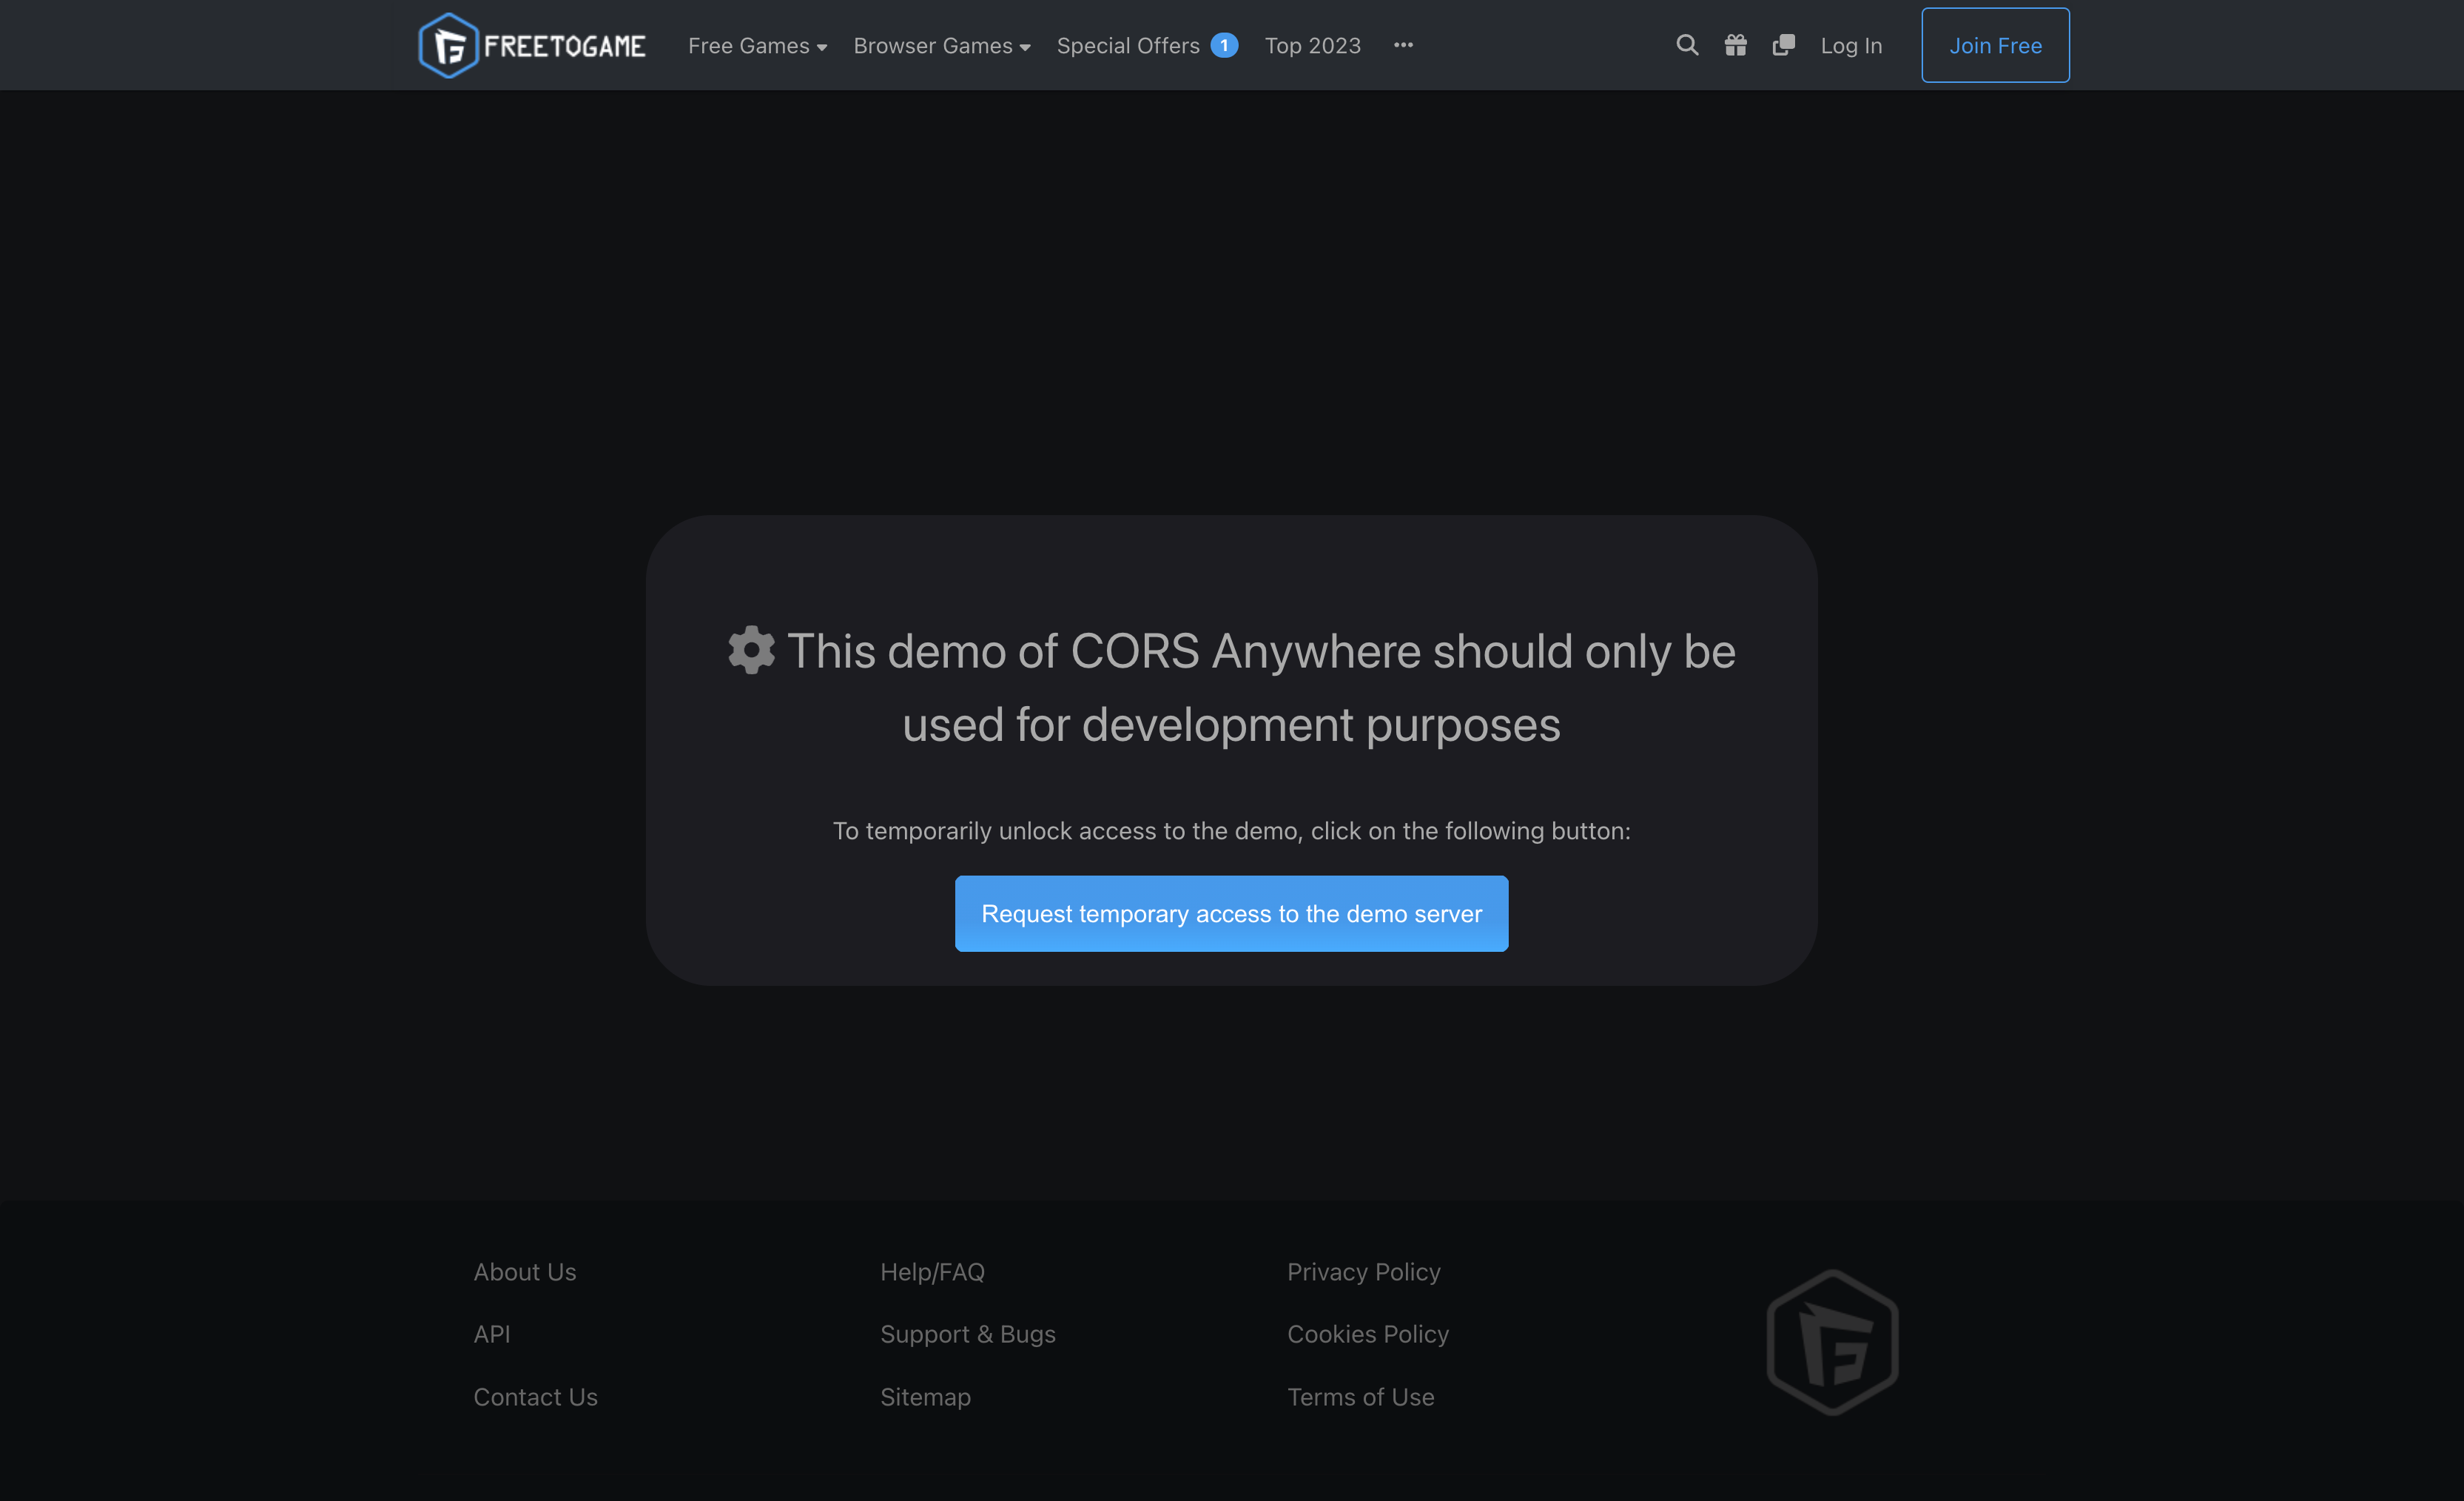 FREETOGAME Free Games Browser Games Special Offers 1 Top 2023 ... Log In Join Free
This demo of CORS Anywhere should only be
used for development purposes
To temporarily unlock access to the demo, click on the following button:
Request temporary access to the demo server
About Us Help/FAQ Privacy Policy
API Support & Bugs Cookies Policy
Contact Us Sitemap Terms of Use